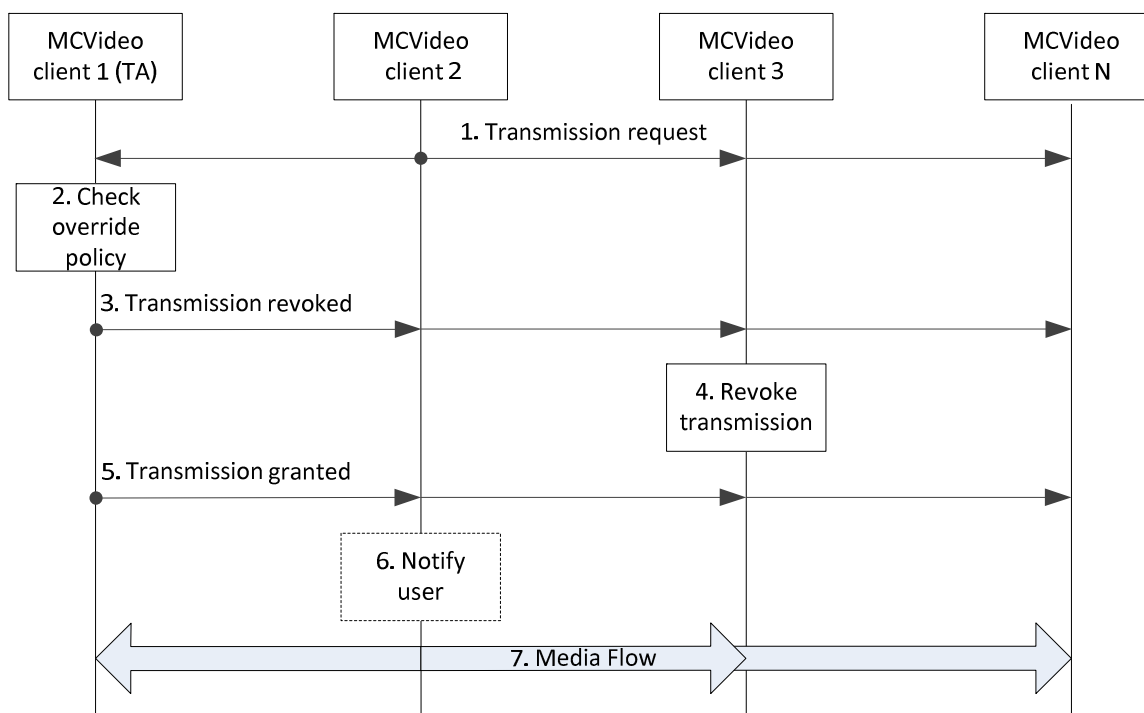 MCVideo
client 1 (TA)
MCVideo
client 2
MCVideo
client 3
MCVideo
client N
1. Transmission request
2. Check
override
policy
3. Transmission revoked
4. Revoke
transmission
5. Transmission granted
6. Notify
user
7. Media Flow